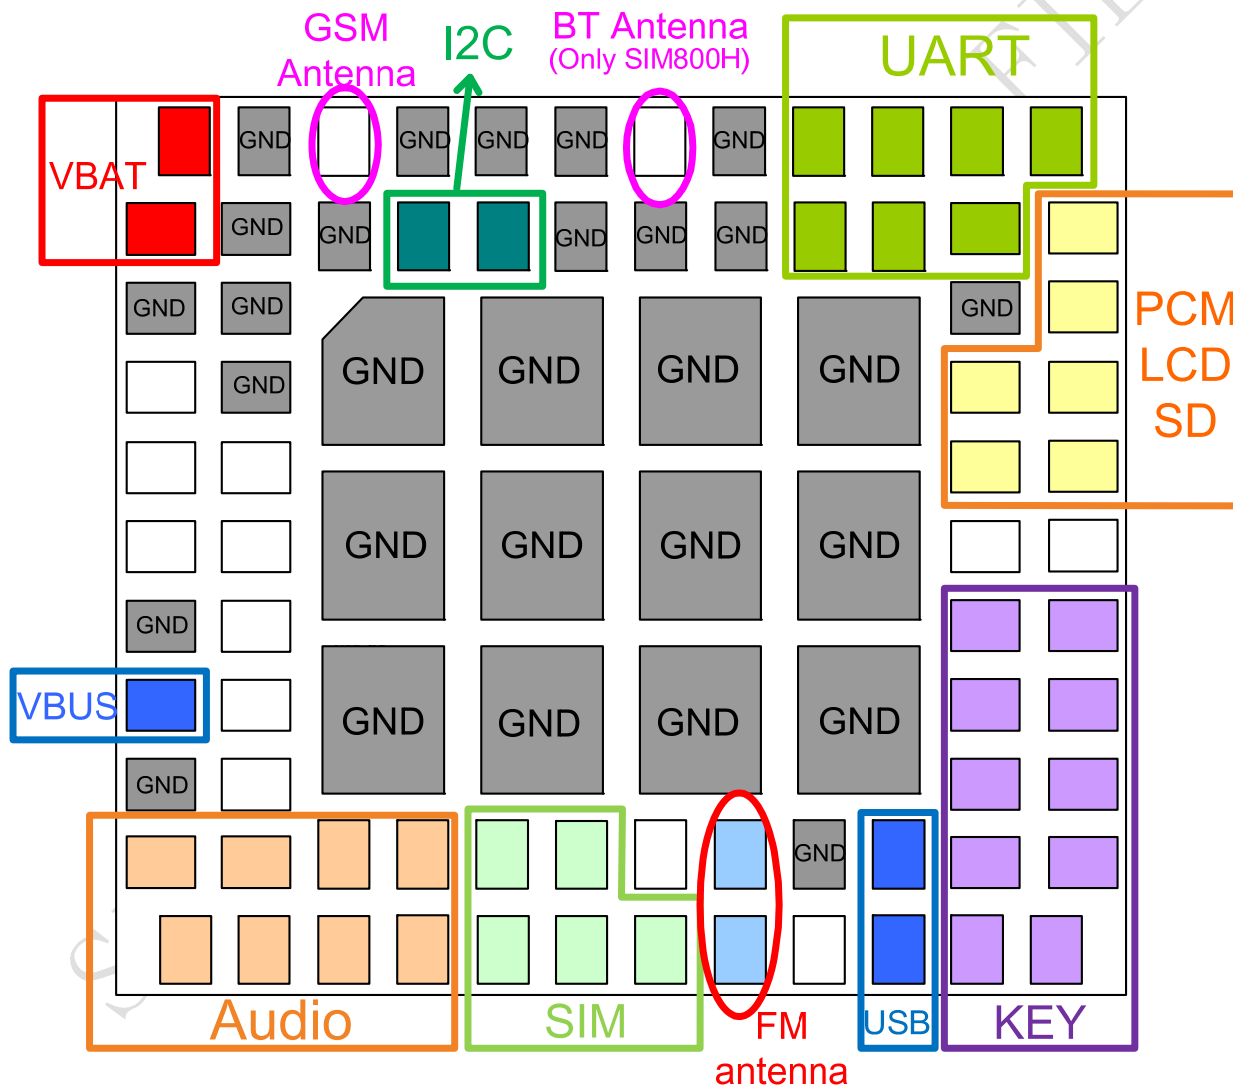 GSM
Antenna
I2C
BT Antenna
(Only SIM800H)
UART
VBAT
GND GND GND GND GND
GND GND GND GND GND
GND GND GND
PCM
LCD
SD
GND
GND GND GND GND
GND GND GND GND
GND
VBUS
GND GND GND GND
GND
GND
Audio
SIM
FM
antenna
USB
KEY